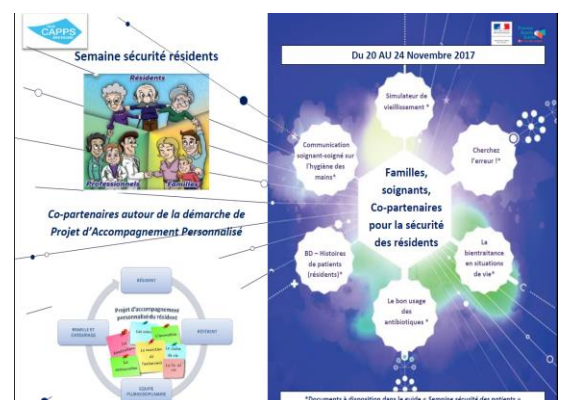 CAPPS
Semaine sécurité résidents
Résidents
Professionnels
Familles
Co-partenaires autour de la démarche de
Projet d'Accompagnement Personnalisé
RÉSIDENT
Projet d'accompagnement
personnalisé du résident
FAMILLE ET
ENTOURAGE
RÉFÉRENT
EQUIPE
PLURIDISCIPLINAIRE
Du 20 AU 24 Novembre 2017
Simulateur de
vieillissement *
Communication
soignant-soigné sur
l'hygiène des
mains*
Cherchez
l'erreur !*
Familles,
soignants,
Co-partenaires
pour la sécurité
des résidents
BD – Histoires
de patients
(résidents)*
La
bientraitance
en situations
de vie*
Le bon usage
des
antibiotiques *
*Documents à disposition dans le guide « Semaine sécurité des patients »